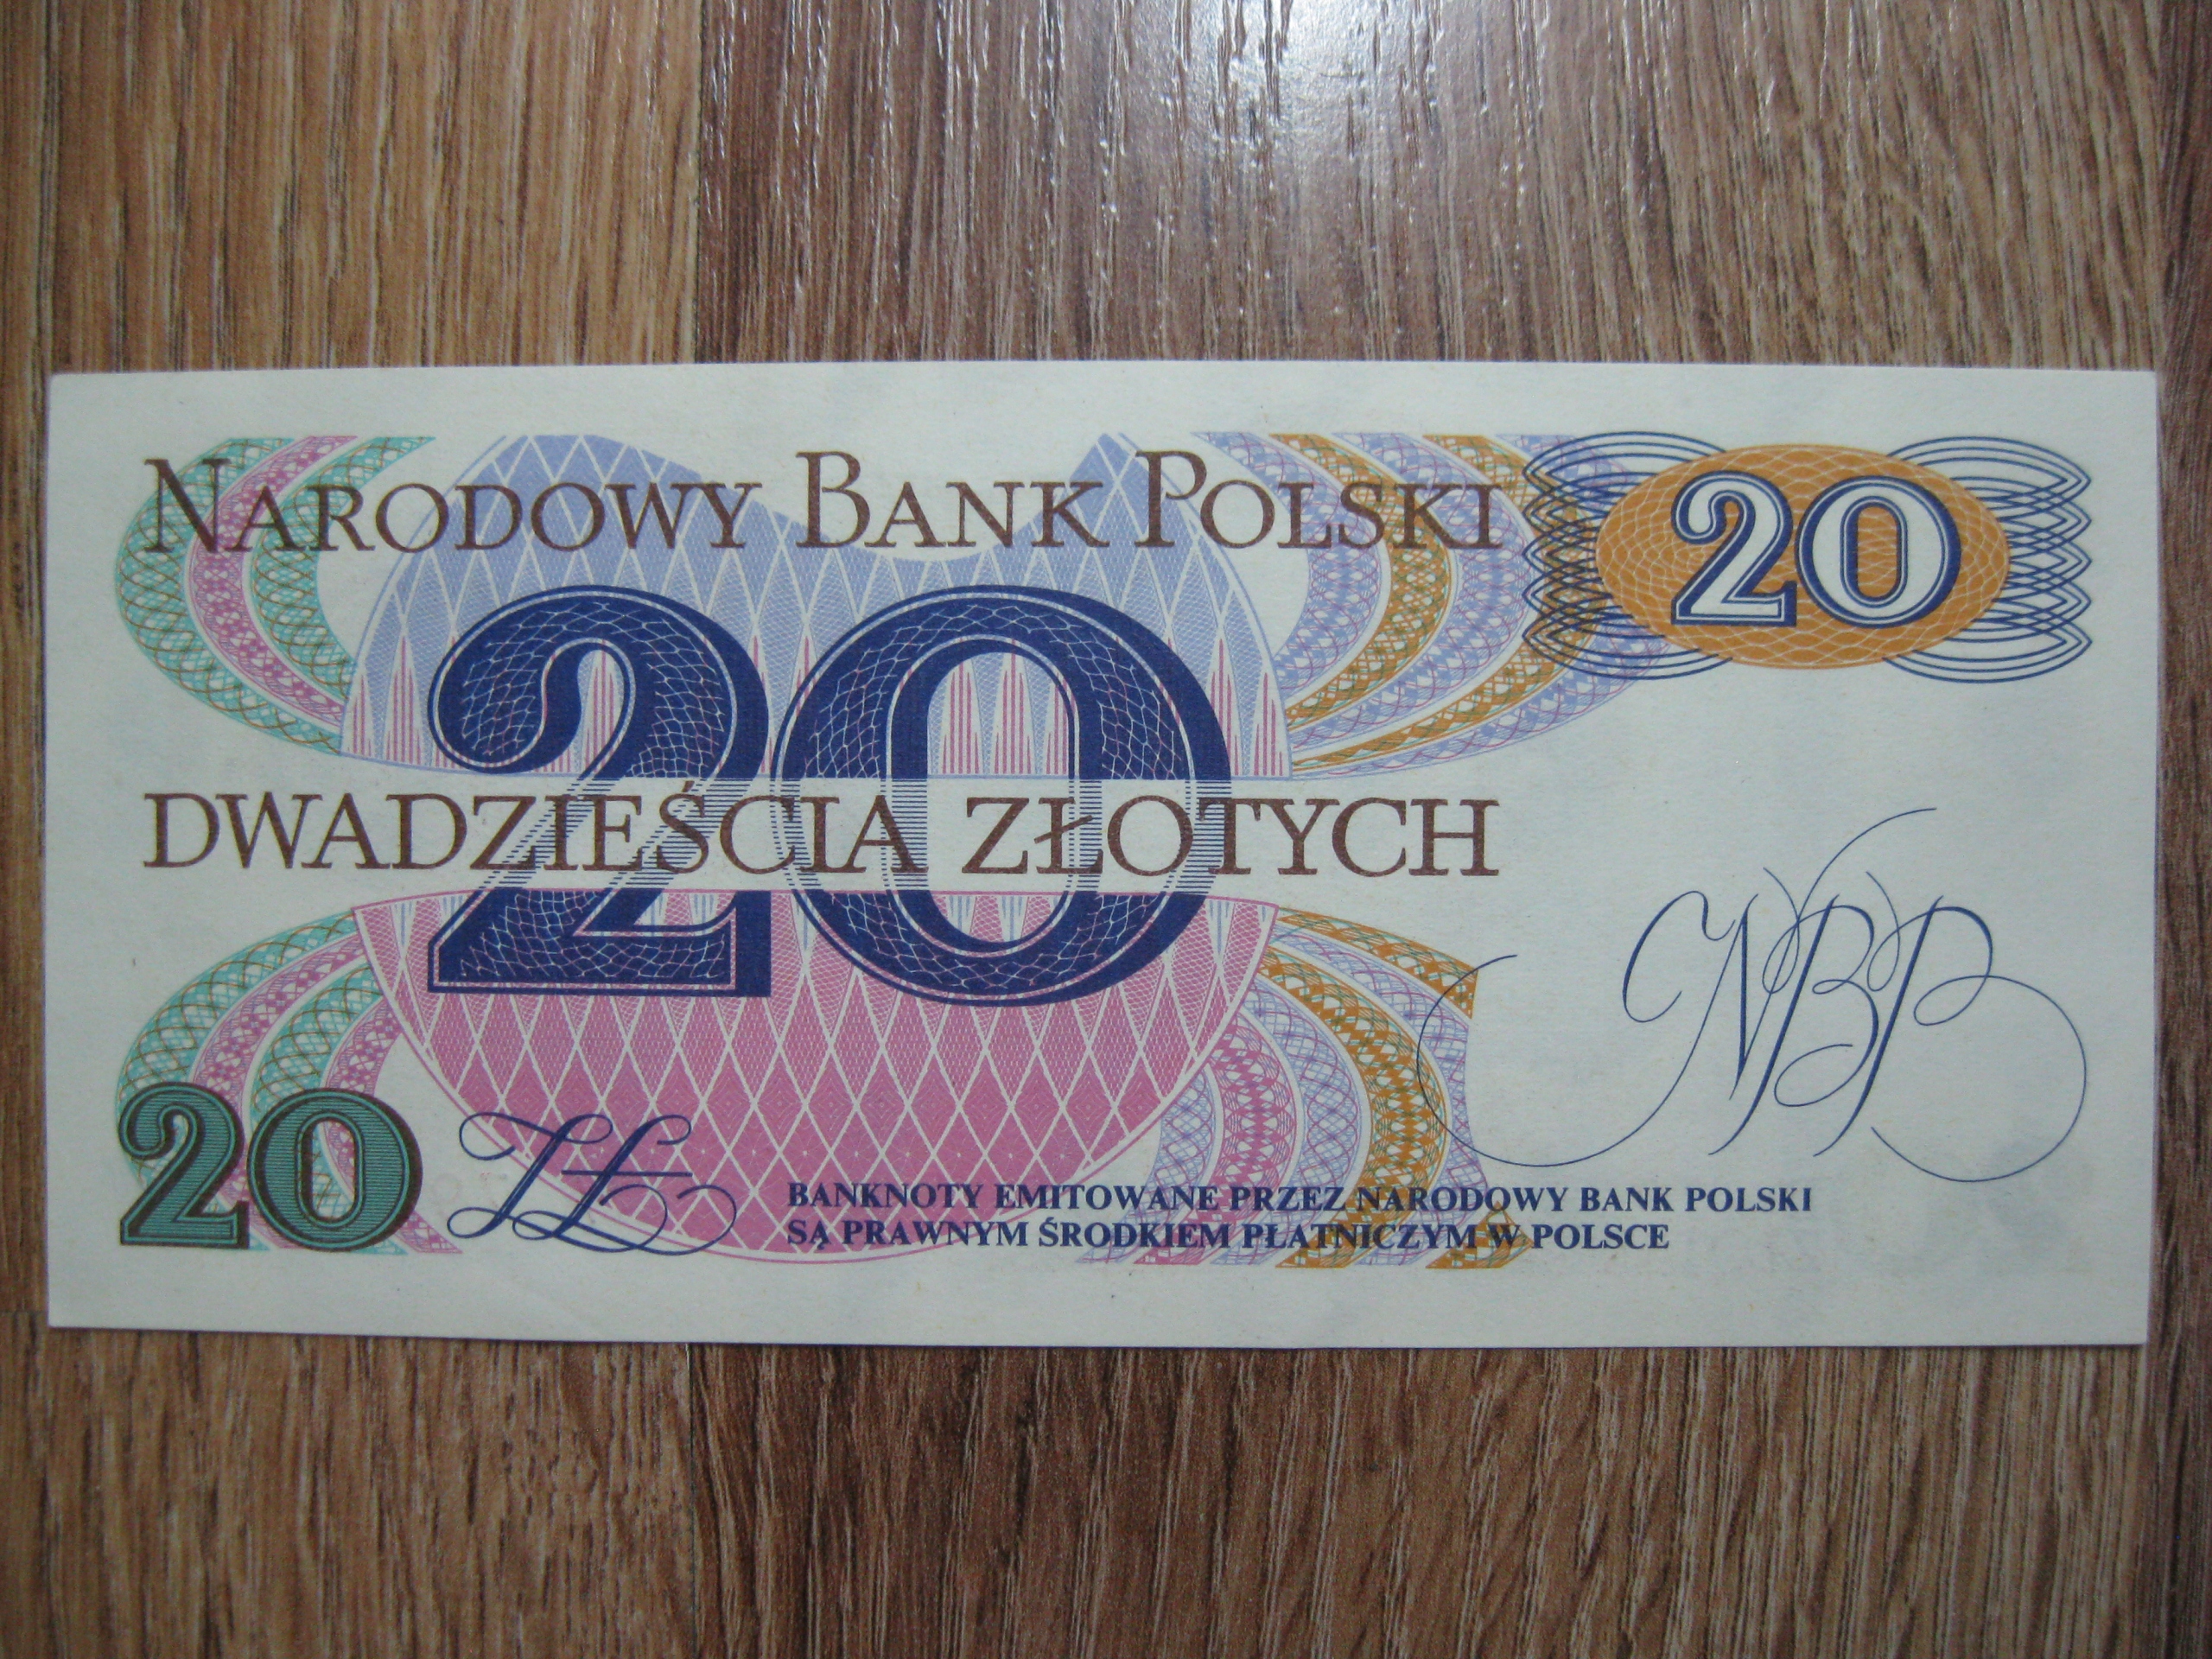 NARODOWY BANK POLSKI
20
20
DWADZIEŚCIA ZŁOTYCH
NBP
20 ZŁ
BANKNOTY EMITOWANE PRZEZ NARODOWY BANK POLSKI
SĄ PRAWNYM ŚRODKIEM PŁATNICZYM W POLSCE